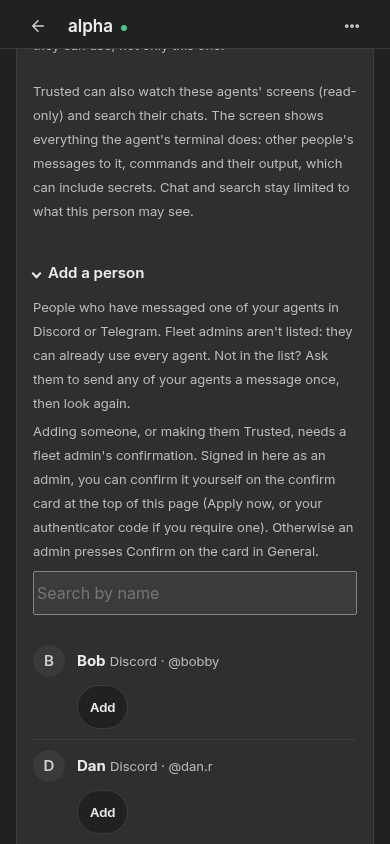 alpha
they can use, not only this one.
Trusted can also watch these agents' screens (read-
only) and search their chats. The screen shows
everything the agent's terminal does: other people's
messages to it, commands and their output, which
can include secrets. Chat and search stay limited to
what this person may see.
Add a person
People who have messaged one of your agents in
Discord or Telegram. Fleet admins aren't listed: they
can already use every agent. Not in the list? Ask
them to send any of your agents a message once,
then look again.
Adding someone, or making them Trusted, needs a
fleet admin's confirmation. Signed in here as an
admin, you can confirm it yourself on the confirm
card at the top of this page (Apply now, or your
authenticator code if you require one). Otherwise an
admin presses Confirm on the card in General.
Search by name
B Bob Discord · @bobby
Add
D Dan Discord · @dan.r
Add